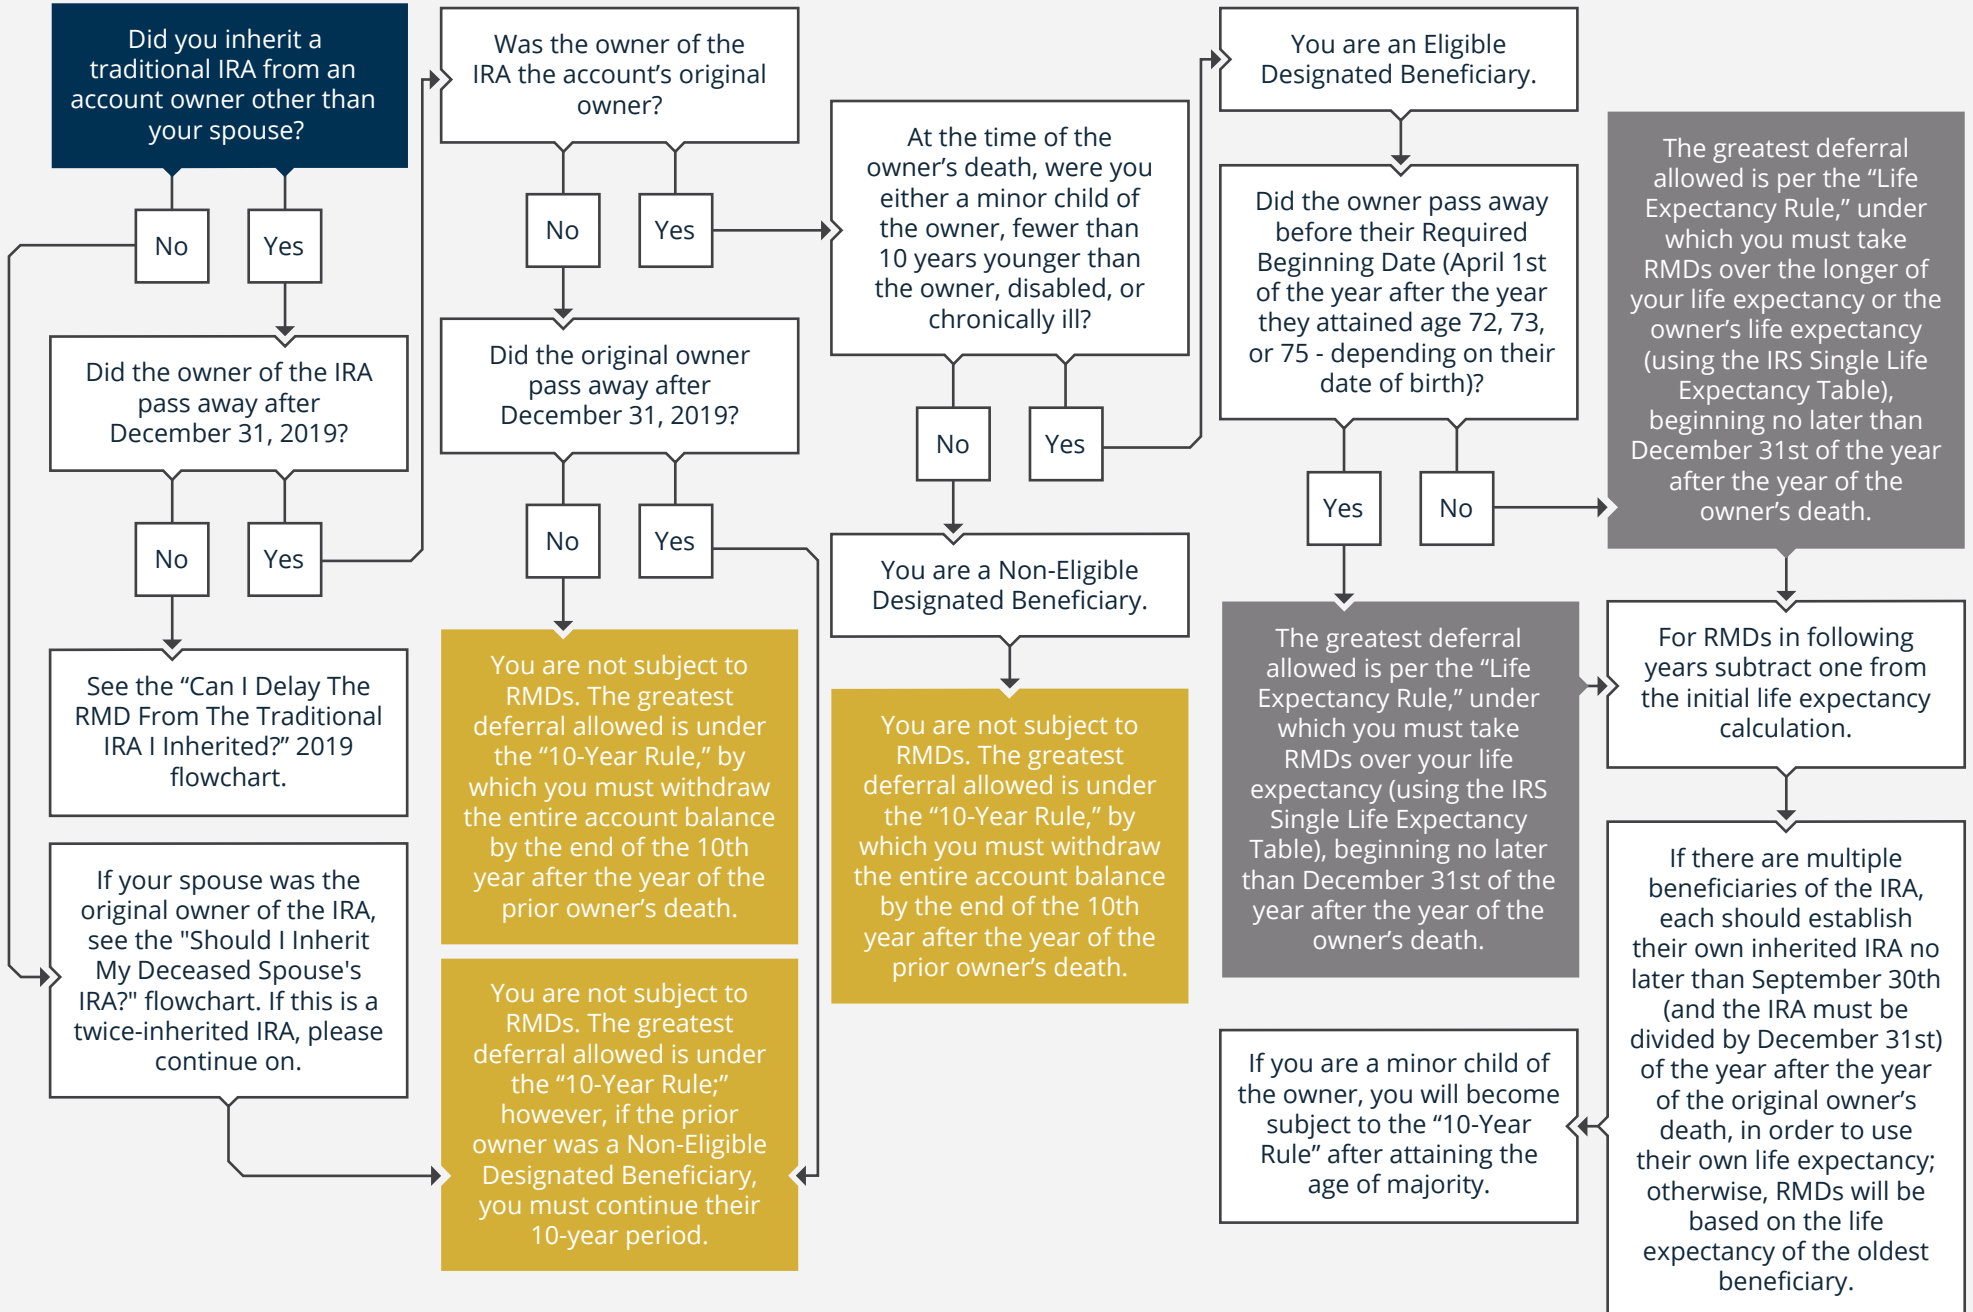 Did you inherit a
traditional IRA from an
account owner other than
your spouse?
No
Yes
Did the owner of the IRA
pass away after
December 31, 2019?
No
Yes
See the “Can I Delay The
RMD From The Traditional
IRA I Inherited?” 2019
flowchart.
If your spouse was the
original owner of the IRA,
see the "Should I Inherit
My Deceased Spouse's
IRA?" flowchart. If this is a
twice-inherited IRA, please
continue on.
Was the owner of the
IRA the account’s original
owner?
No
Yes
Did the original owner
pass away after
December 31, 2019?
No
Yes
You are not subject to
RMDs. The greatest
deferral allowed is under
the “10-Year Rule,” by
which you must withdraw
the entire account balance
by the end of the 10th
year after the year of the
prior owner’s death.
You are not subject to
RMDs. The greatest
deferral allowed is under
the “10-Year Rule;”
however, if the prior
owner was a Non-Eligible
Designated Beneficiary,
you must continue their
10-year period.
At the time of the
owner’s death, were you
either a minor child of
the owner, fewer than
10 years younger than
the owner, disabled, or
chronically ill?
No
Yes
You are a Non-Eligible
Designated Beneficiary.
You are not subject to
RMDs. The greatest
deferral allowed is under
the “10-Year Rule,” by
which you must withdraw
the entire account balance
by the end of the 10th
year after the year of the
prior owner’s death.
You are an Eligible
Designated Beneficiary.
Did the owner pass away
before their Required
Beginning Date (April 1st
of the year after the year
they attained age 72, 73,
or 75 - depending on their
date of birth)?
Yes
No
The greatest deferral
allowed is per the “Life
Expectancy Rule,” under
which you must take
RMDs over your life
expectancy (using the IRS
Single Life Expectancy
Table), beginning no later
than December 31st of the
year after the year of the
owner’s death.
The greatest deferral
allowed is per the “Life
Expectancy Rule,” under
which you must take
RMDs over the longer of
your life expectancy or the
owner’s life expectancy
(using the IRS Single Life
Expectancy Table),
beginning no later than
December 31st of the year
after the year of the
owner’s death.
For RMDs in following
years subtract one from
the initial life expectancy
calculation.
If there are multiple
beneficiaries of the IRA,
each should establish
their own inherited IRA no
later than September 30th
(and the IRA must be
divided by December 31st)
of the year after the year
of the original owner’s
death, in order to use
their own life expectancy;
otherwise, RMDs will be
based on the life
expectancy of the oldest
beneficiary.
If you are a minor child of
the owner, you will become
subject to the “10-Year
Rule” after attaining the
age of majority.